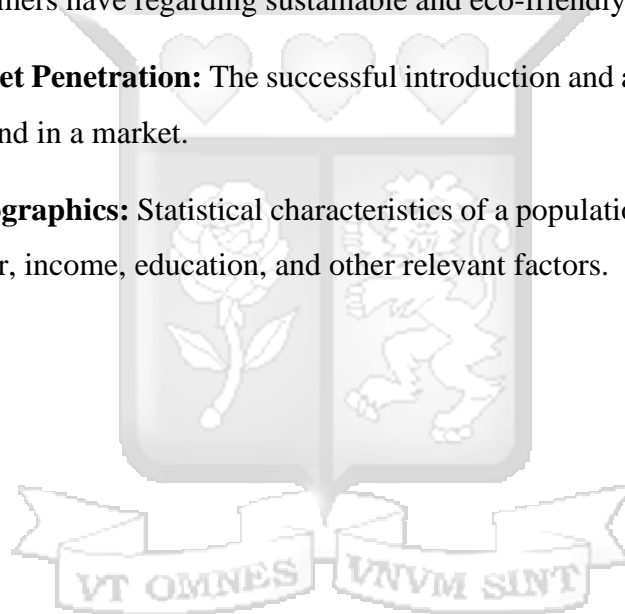 mers have regarding sustainable and eco-friendly
et Penetration: The successful introduction and a
nd in a market.
ographics: Statistical characteristics of a populatio
r, income, education, and other relevant factors.
VT OMNES VNVM SINT